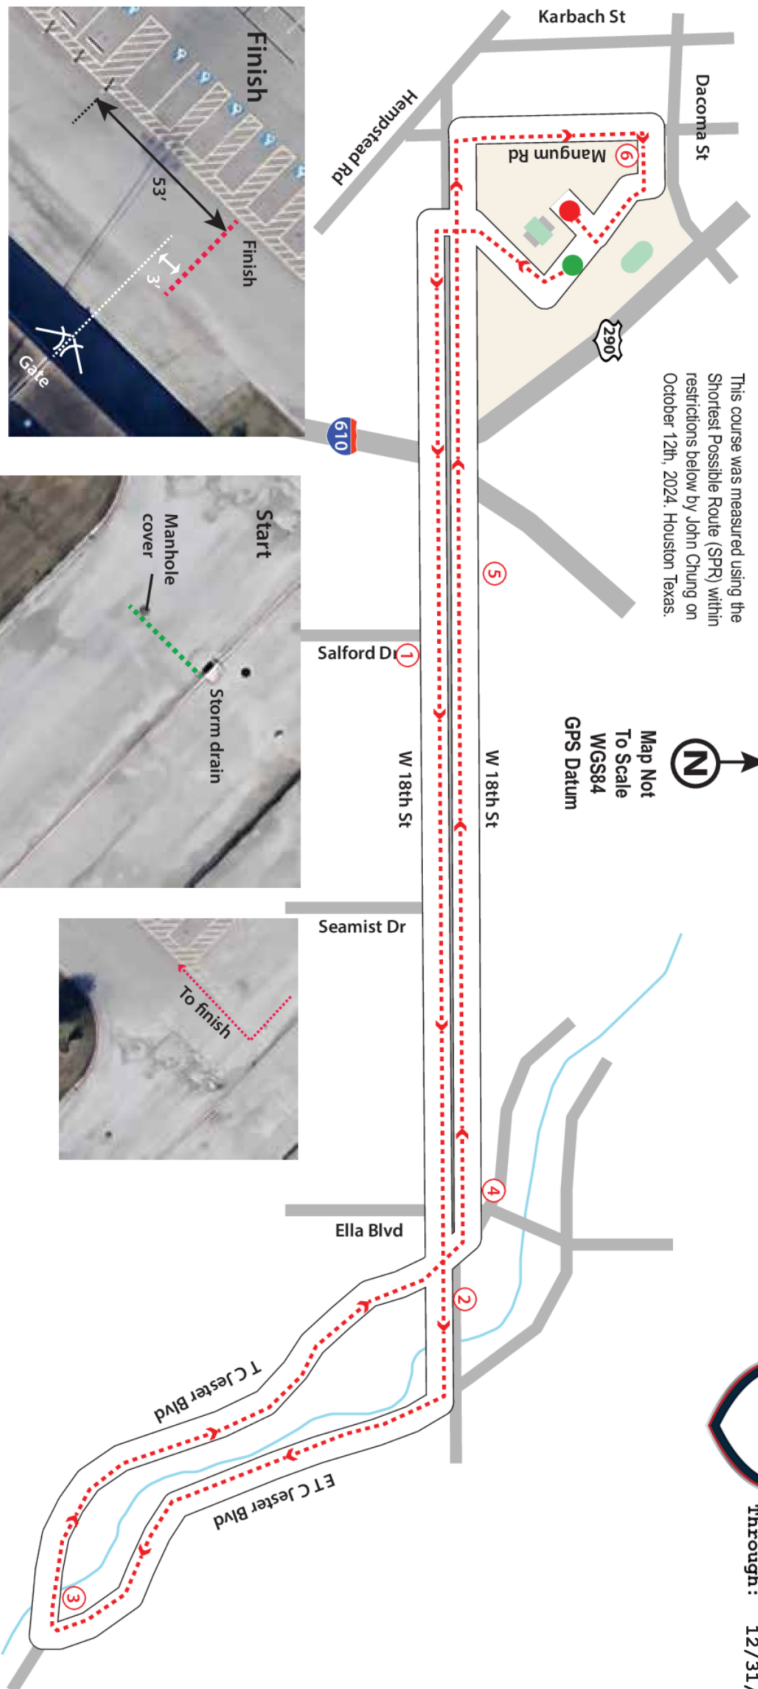 Karbach St
Hempstead Rd
Dacoma St
Mangum Rd
6
290
610
This course was measured using the
Shortest Possible Route (SPR) within
restrictions below by John Chung on
October 12th, 2024. Houston Texas.
Finish
53'
Finish
3'
Gate
Start
Manhole
cover
Storm drain
5
Salford Dr
1
Map Not
To Scale
WGS84
GPS Datum
N
W 18th St
W 18th St
Seamist Dr
To finish
4
Ella Blvd
2
T C Jester Blvd
E T C Jester Blvd
3
Through: 12/31/